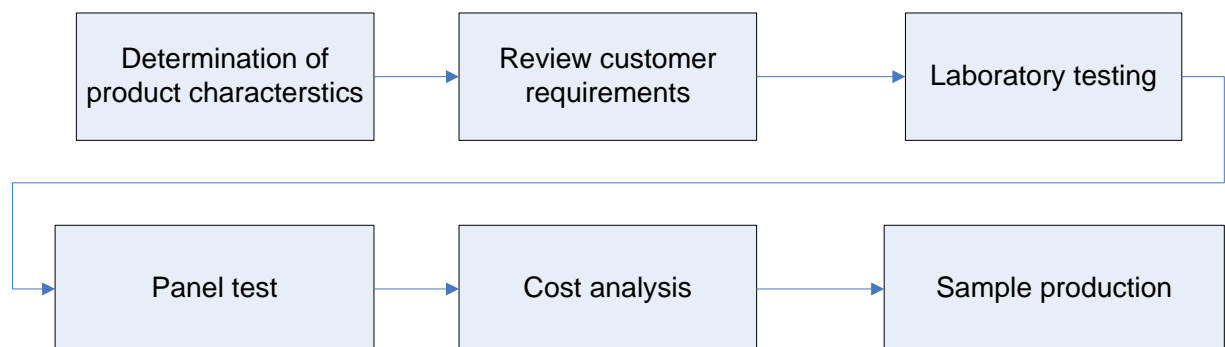 Determination of
product characterstics
Review customer
requirements
Laboratory testing
Panel test
Cost analysis
Sample production